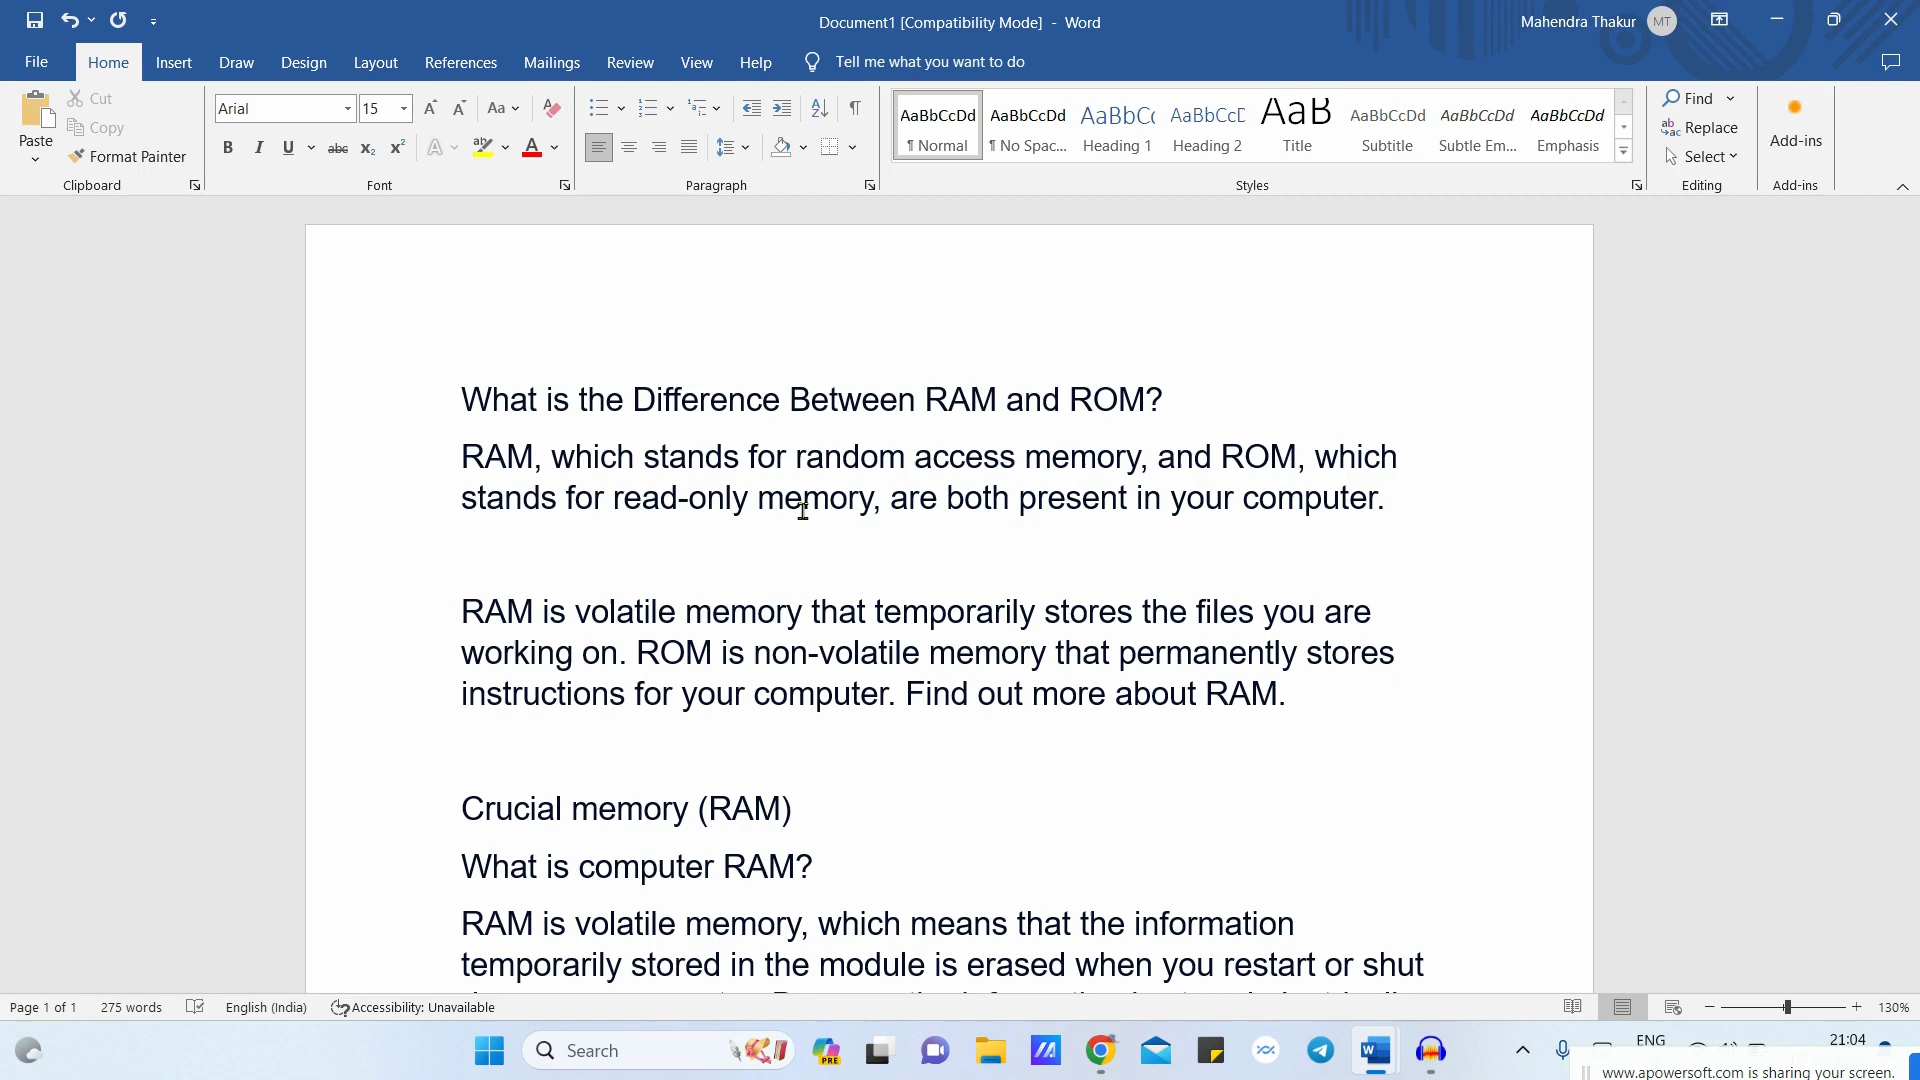 Document1 [Compatibility Mode] - Word
Mahendra Thakur MT
File Home Insert Draw Design Layout References Mailings Review View Help Tell me what you want to do
Paste
Cut
Copy
Format Painter
Clipboard
Arial 15
Font
Paragraph
AaBbCcDd AaBbCcDd AaBbC AaBbCcD AaB AaBbCcDd AaBbCcDd AaBbCcDd
¶ Normal ¶ No Spac... Heading 1 Heading 2 Title Subtitle Subtle Em... Emphasis
Styles
Find
Replace
Select
Editing
Add-ins
Add-ins
What is the Difference Between RAM and ROM?
RAM, which stands for random access memory, and ROM, which
stands for read-only memory, are both present in your computer.
RAM is volatile memory that temporarily stores the files you are
working on. ROM is non-volatile memory that permanently stores
instructions for your computer. Find out more about RAM.
Crucial memory (RAM)
What is computer RAM?
RAM is volatile memory, which means that the information
temporarily stored in the module is erased when you restart or shut
Page 1 of 1 275 words English (India) Accessibility: Unavailable 130%
Search
PRE
ENG
21:04
www.apowersoft.com is sharing your screen.